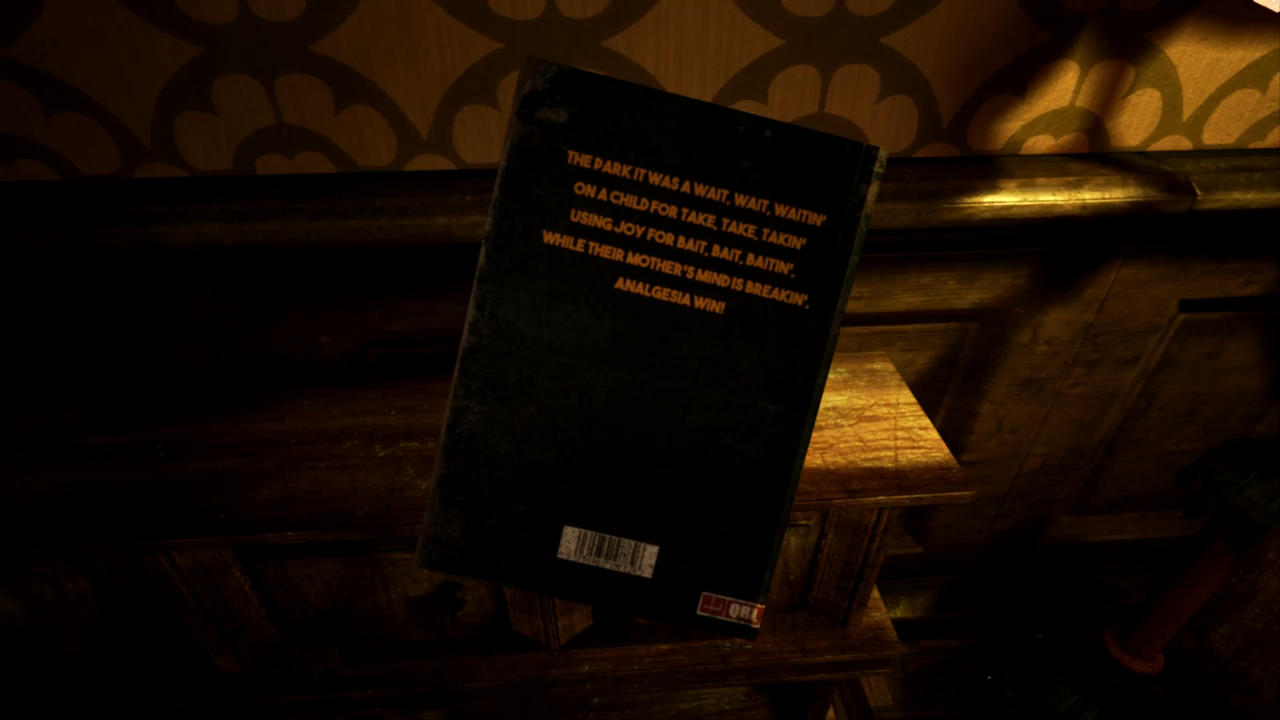 THE PARK IT WAS A WAIT, WAIT, WAITIN'
ON A CHILD FOR TAKE, TAKE, TAKIN'
USING JOY FOR BAIT, BAIT, BAITIN',
WHILE THEIR MOTHER'S MIND IS BREAKIN',
ANALGESIA WIN!